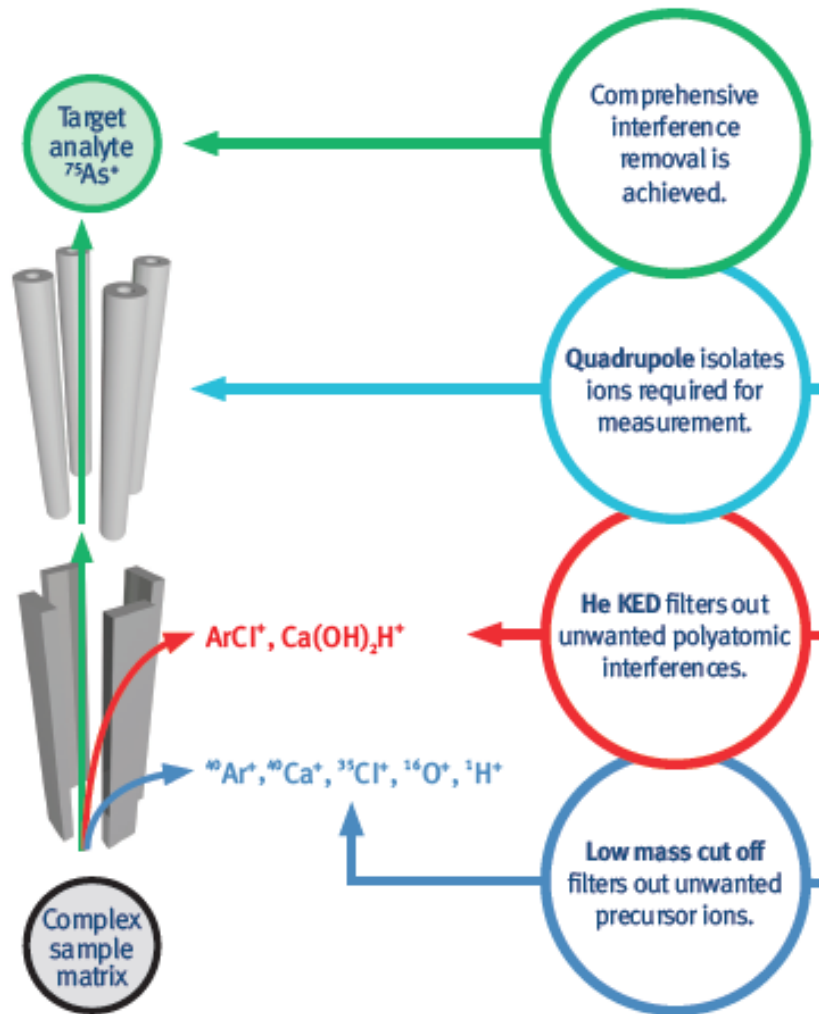 Target
analyte
⁷⁵As⁺
Comprehensive
interference
removal is
achieved.
Quadrupole isolates
ions required for
measurement.
He KED filters out
unwanted polyatomic
interferences.
ArCl⁺, Ca(OH)₂H⁺
⁴⁰Ar⁺,⁴⁰Ca⁺, ³⁵Cl⁺, ¹⁶O⁺, ¹H⁺
Low mass cut off
filters out unwanted
precursor ions.
Complex
sample
matrix